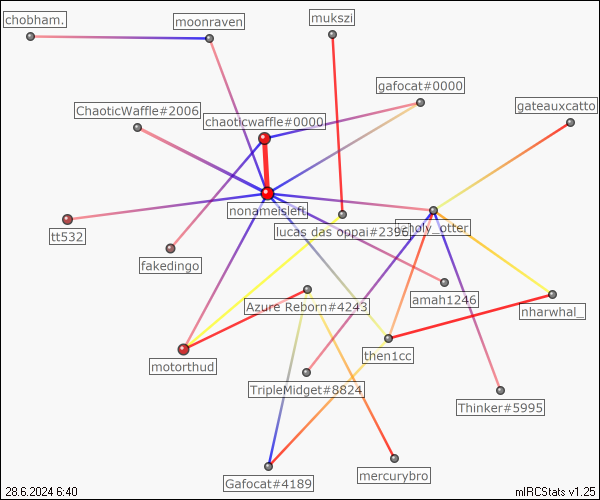 chobham.
moonraven
mukszi
gafocat#0000
gateauxcatto
ChaoticWaffle#2006
chaoticwaffle#0000
nonameisleft
lucas das oppai#2396
holy_otter
tt532
fakedingo
amah1246
Azure Reborn#4243
nharwhal_
then1cc
motorthud
TripleMidget#8824
Thinker#5995
mercurybro
Gafocat#4189
28.6.2024 6:40
mIRCStats v1.25